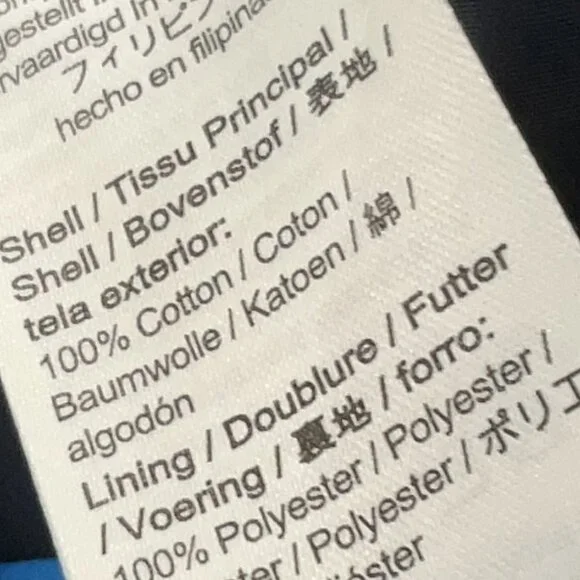 gestellt in
rvaardigd in
フィリピン
hecho en filipina
Shell / Tissu Principal /
Shell / Bovenstof / 表地 /
tela exterior:
100% Cotton / Coton /
Baumwolle / Katoen / 綿 /
algodón
Lining / Doublure / Futter
/ Voering / 裏地 / forro:
100% Polyester / Polyester /
ter / Polyester / ポリエ
éster